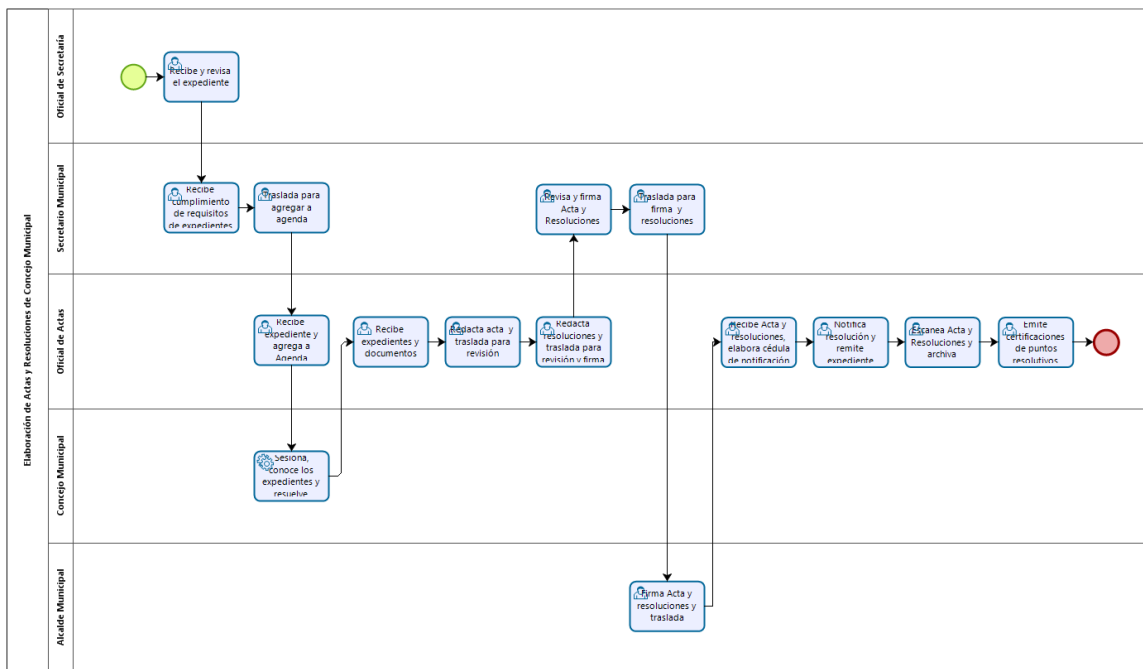 Elaboración de Actas y Resoluciones de Concejo Municipal
Oficial de Secretaría
Recibe y revisa
el expediente
Secretario Municipal
Recibe
cumplimiento
de requisitos
de expedientes
Traslada para
agregar a
agenda
Revisa y firma
Acta y
Resoluciones
Traslada para
firma y
resoluciones
Oficial de Actas
Recibe
expediente y
agrega a
Agenda
Recibe
expedientes y
documentos
Redacta acta y
traslada para
revisión
Redacta
resoluciones y
traslada para
revisión y firma
Recibe Acta y
resoluciones,
elabora cédula
de notificación
Notifica
resolución y
remite
expediente
Escanea Acta y
Resoluciones y
archiva
Emite
certificaciones
de puntos
resolutivos
Concejo Municipal
Sesiona,
conoce los
expedientes y
resuelve
Alcalde Municipal
Firma Acta y
resoluciones y
traslada